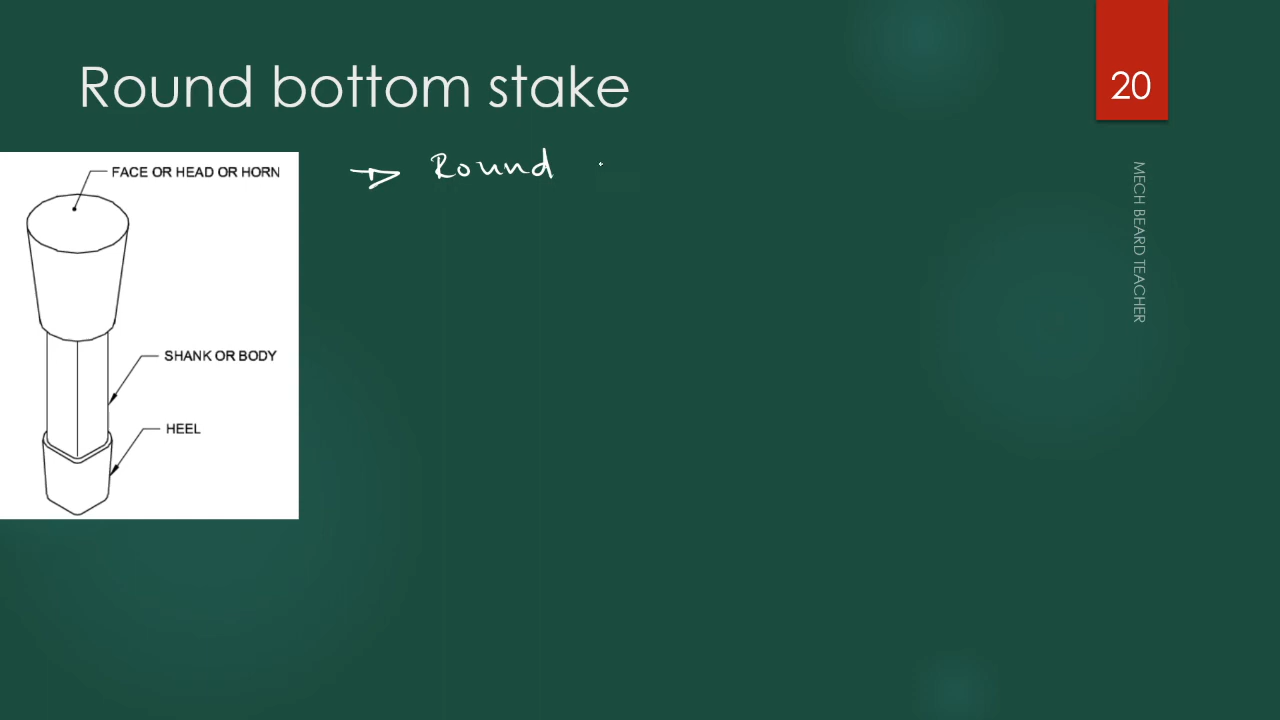 Round bottom stake
20
FACE OR HEAD OR HORN
SHANK OR BODY
HEEL
Round
MECH BEARD TEACHER